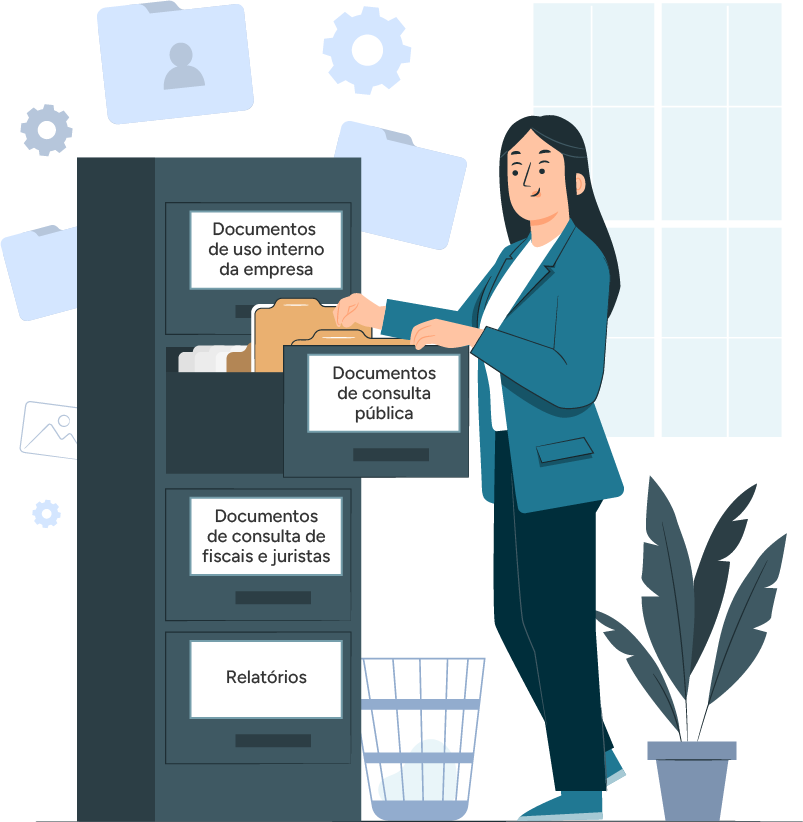 Documentos
de uso interno
da empresa
Documentos
de consulta
pública
Documentos
de consulta de
fiscais e juristas
Relatórios